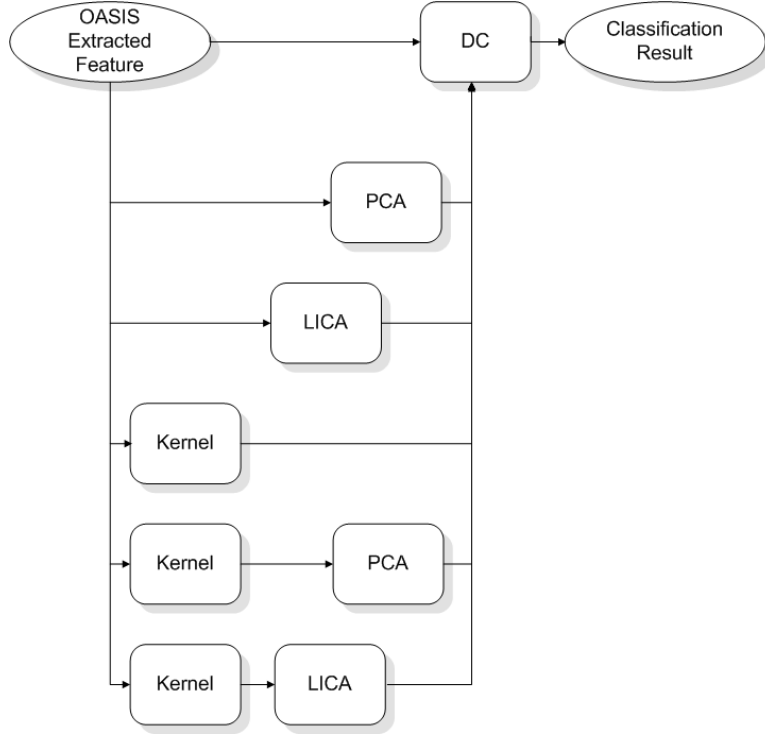 OASIS
Extracted
Feature
DC
Classification
Result
PCA
LICA
Kernel
Kernel
PCA
Kernel
LICA